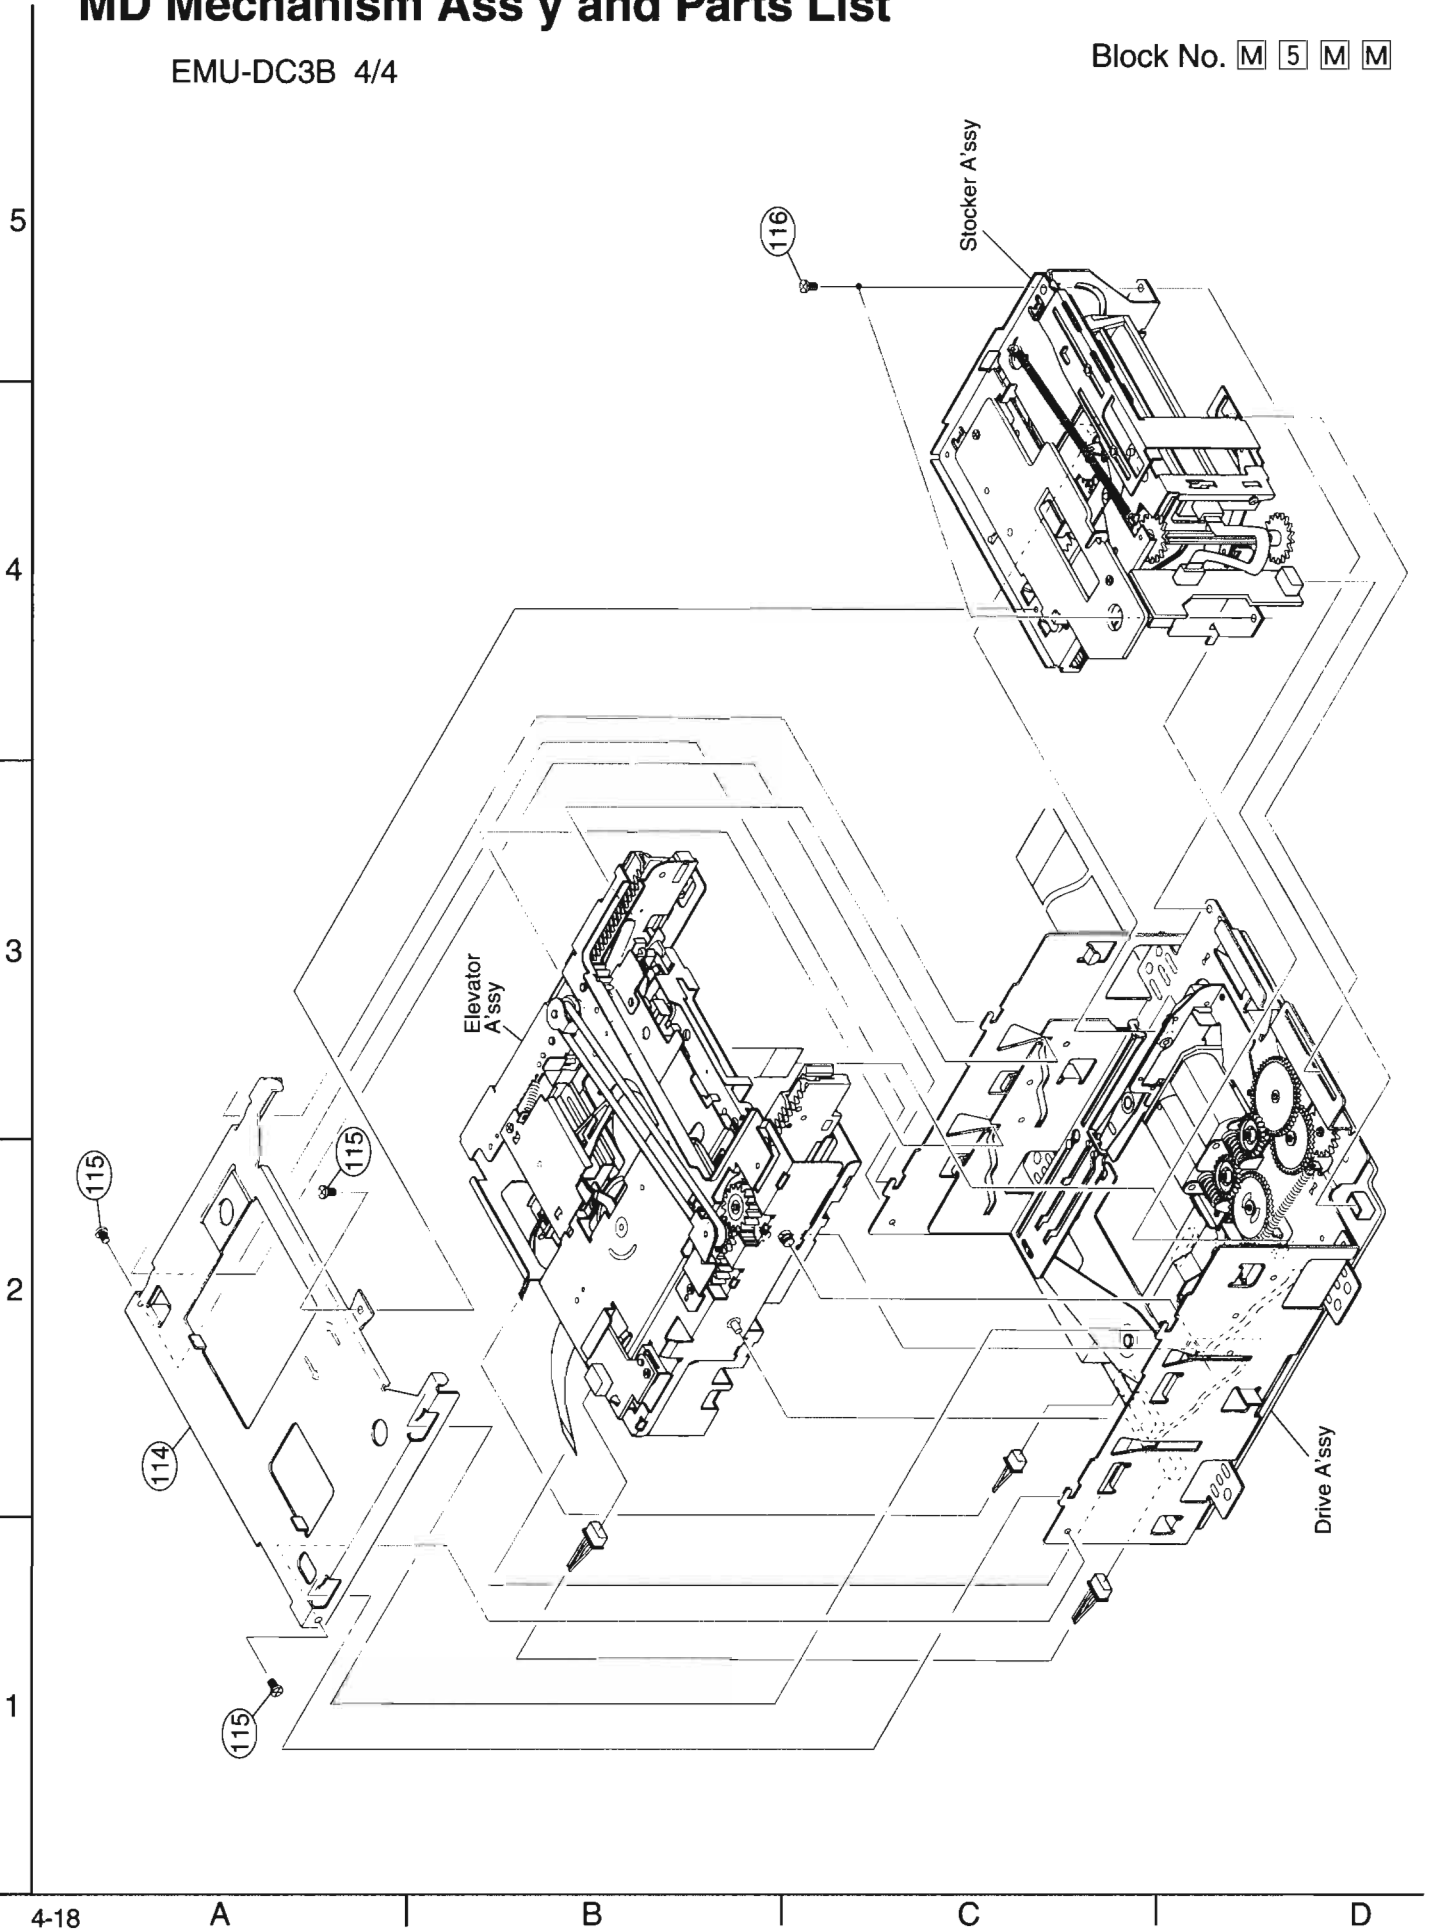 MD Mechanism Ass'y and Parts List
EMU-DC3B 4/4
Block No. M 5 M M
5
116
Stocker A'ssy
4
3
Elevator
A'ssy
115
115
2
114
Drive A'ssy
1
115
4-18
A
B
C
D